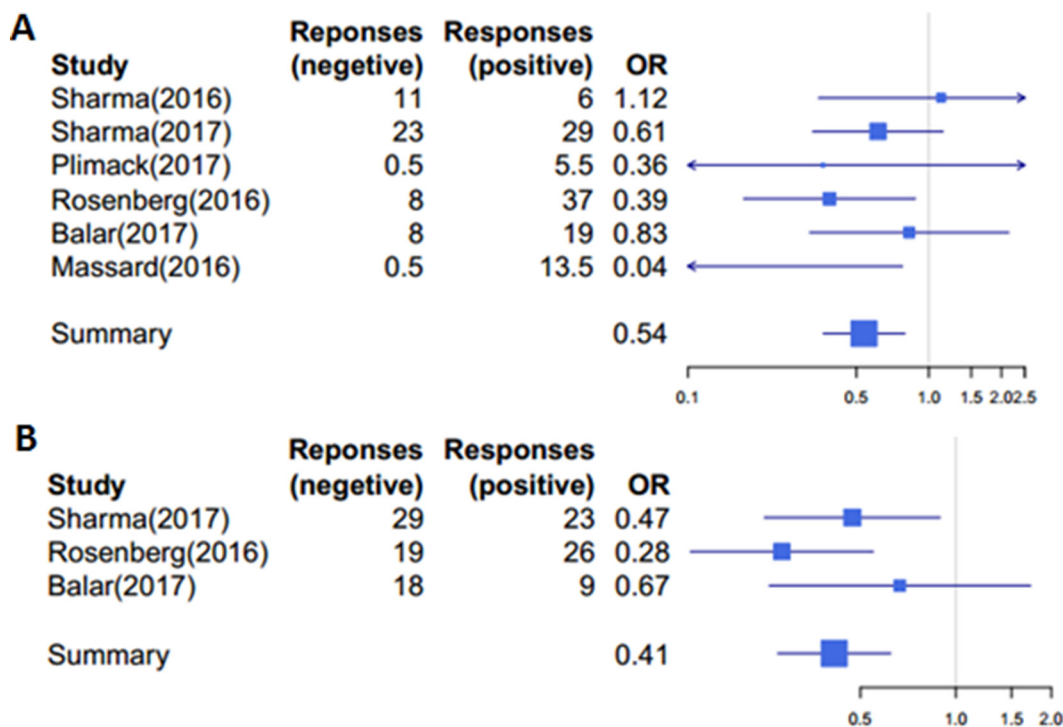 A
Reponses Responses
Study (negetive) (positive) OR
Sharma(2016) 11 6 1.12
Sharma(2017) 23 29 0.61
Plimack(2017) 0.5 5.5 0.36
Rosenberg(2016) 8 37 0.39
Balar(2017) 8 19 0.83
Massard(2016) 0.5 13.5 0.04
Summary 0.54
0.1 0.5 1.0 1.5 2.0 2.5
B
Reponses Responses
Study (negetive) (positive) OR
Sharma(2017) 29 23 0.47
Rosenberg(2016) 19 26 0.28
Balar(2017) 18 9 0.67
Summary 0.41
0.5 1.0 1.5 2.0